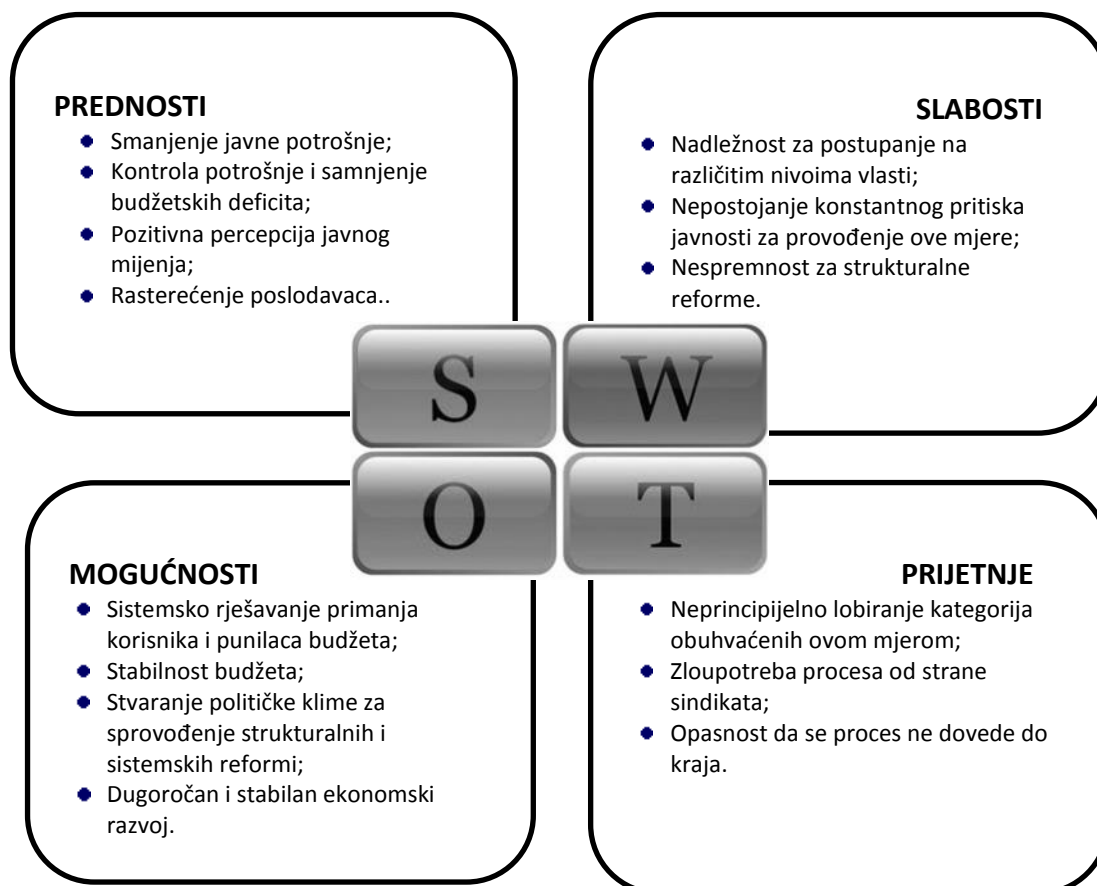 PREDNOSTI
Smanjenje javne potrošnje;
Kontrola potrošnje i samnjenje
budžetskih deficita;
Pozitivna percepcija javnog
mijenja;
Rasterećenje poslodavaca..
SLABOSTI
Nadležnost za postupanje na
različitim nivoima vlasti;
Nepostojanje konstantnog pritiska
javnosti za provođenje ove mjere;
Nespremnost za strukturalne
reforme.
S
W
O
T
MOGUĆNOSTI
Sistemsko rješavanje primanja
korisnika i punilaca budžeta;
Stabilnost budžeta;
Stvaranje političke klime za
sprovođenje strukturalnih i
sistemskih reformi;
Dugoročan i stabilan ekonomski
razvoj.
PRIJETNJE
Neprincipijelno lobiranje kategorija
obuhvaćenih ovom mjerom;
Zloupotreba procesa od strane
sindikata;
Opasnost da se proces ne dovede do
kraja.